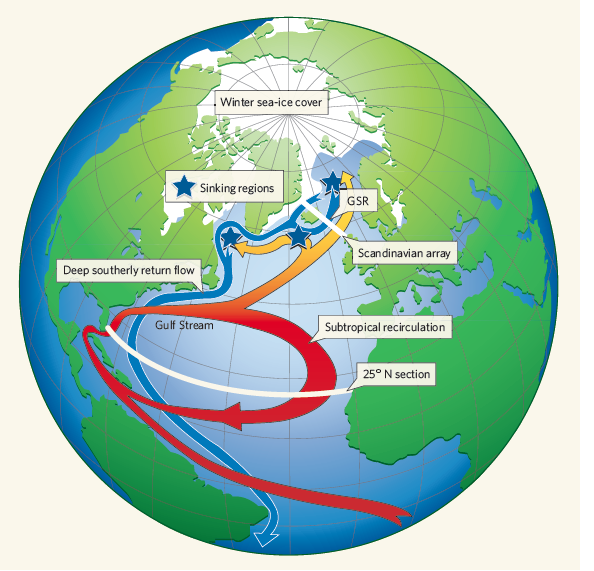 Winter sea-ice cover
Sinking regions
GSR
Scandinavian array
Deep southerly return flow
Gulf Stream
Subtropical recirculation
25° N section